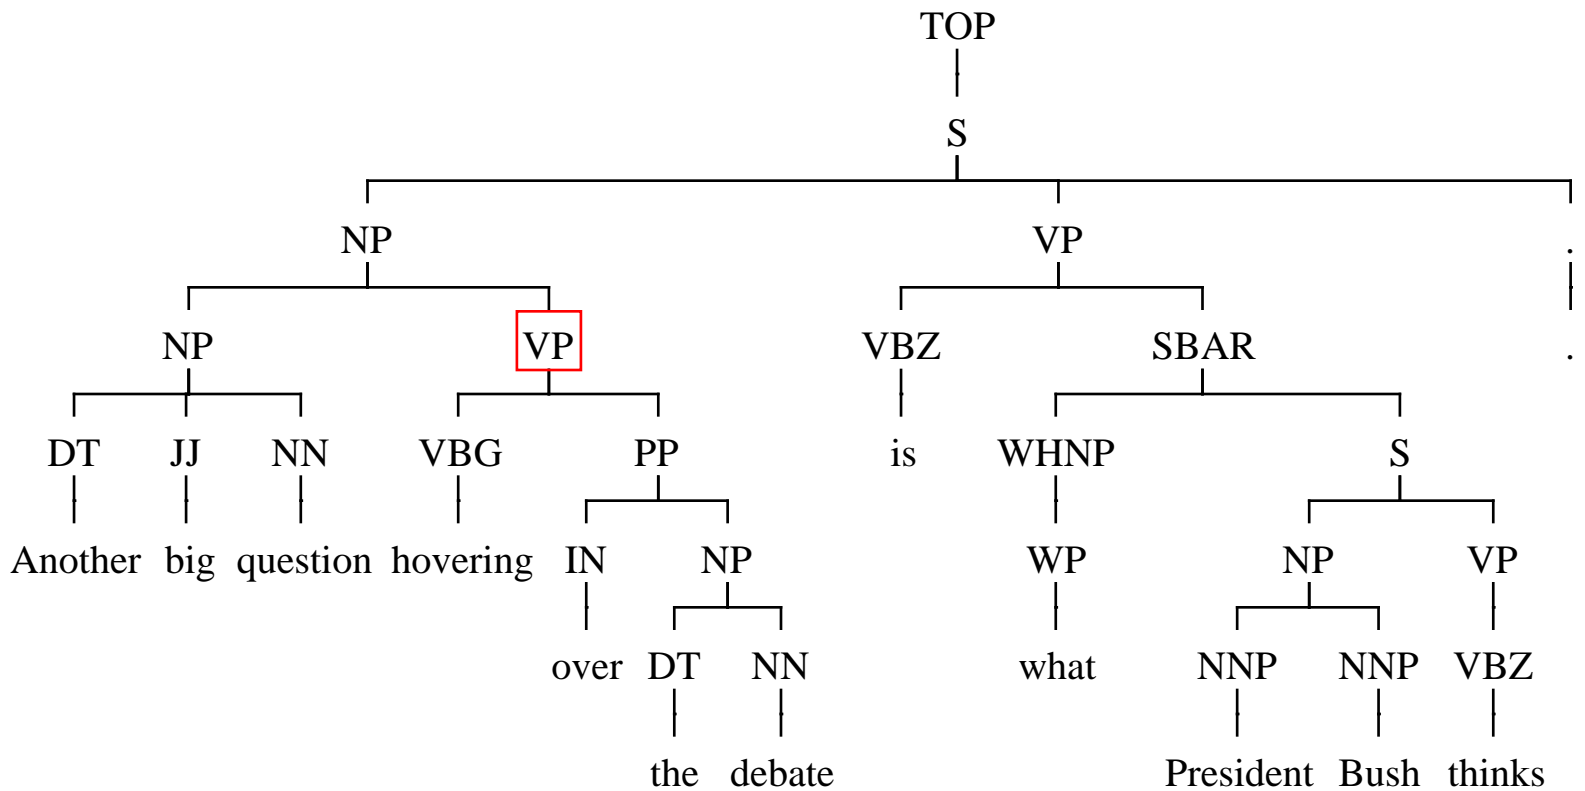 TOP
S
NP VP .
NP VP VBZ SBAR .
DT JJ NN VBG PP is WHNP S
Another big question hovering IN NP WP NP VP
over DT NN what NNP NNP VBZ
the debate President Bush thinks